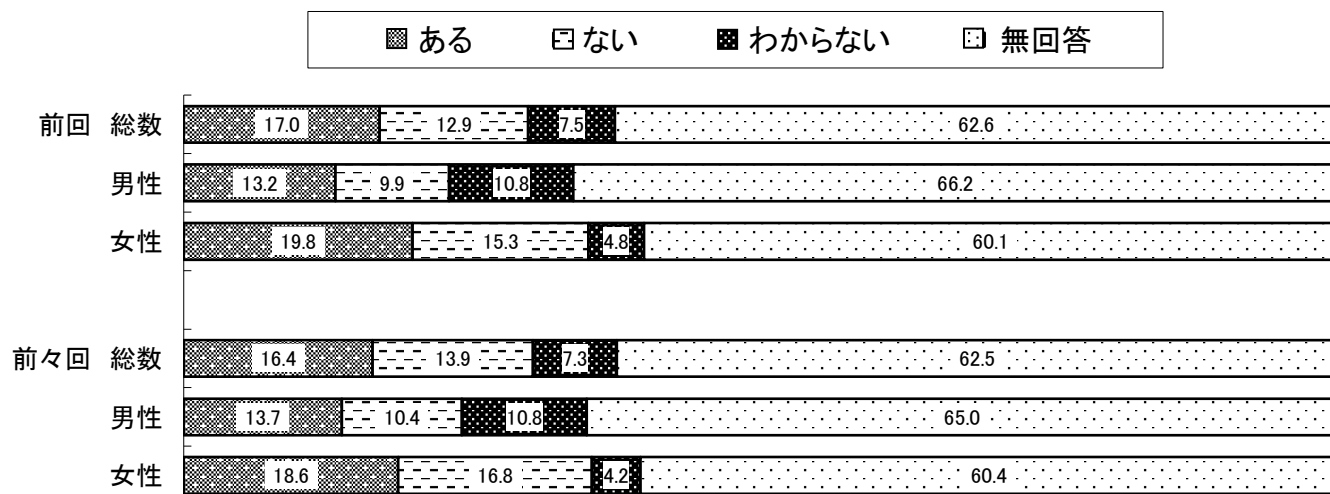 ある ない わからない 無回答
前回 総数 17.0 12.9 7.5 62.6
男性 13.2 9.9 10.8 66.2
女性 19.8 15.3 4.8 60.1
前々回 総数 16.4 13.9 7.3 62.5
男性 13.7 10.4 10.8 65.0
女性 18.6 16.8 4.2 60.4